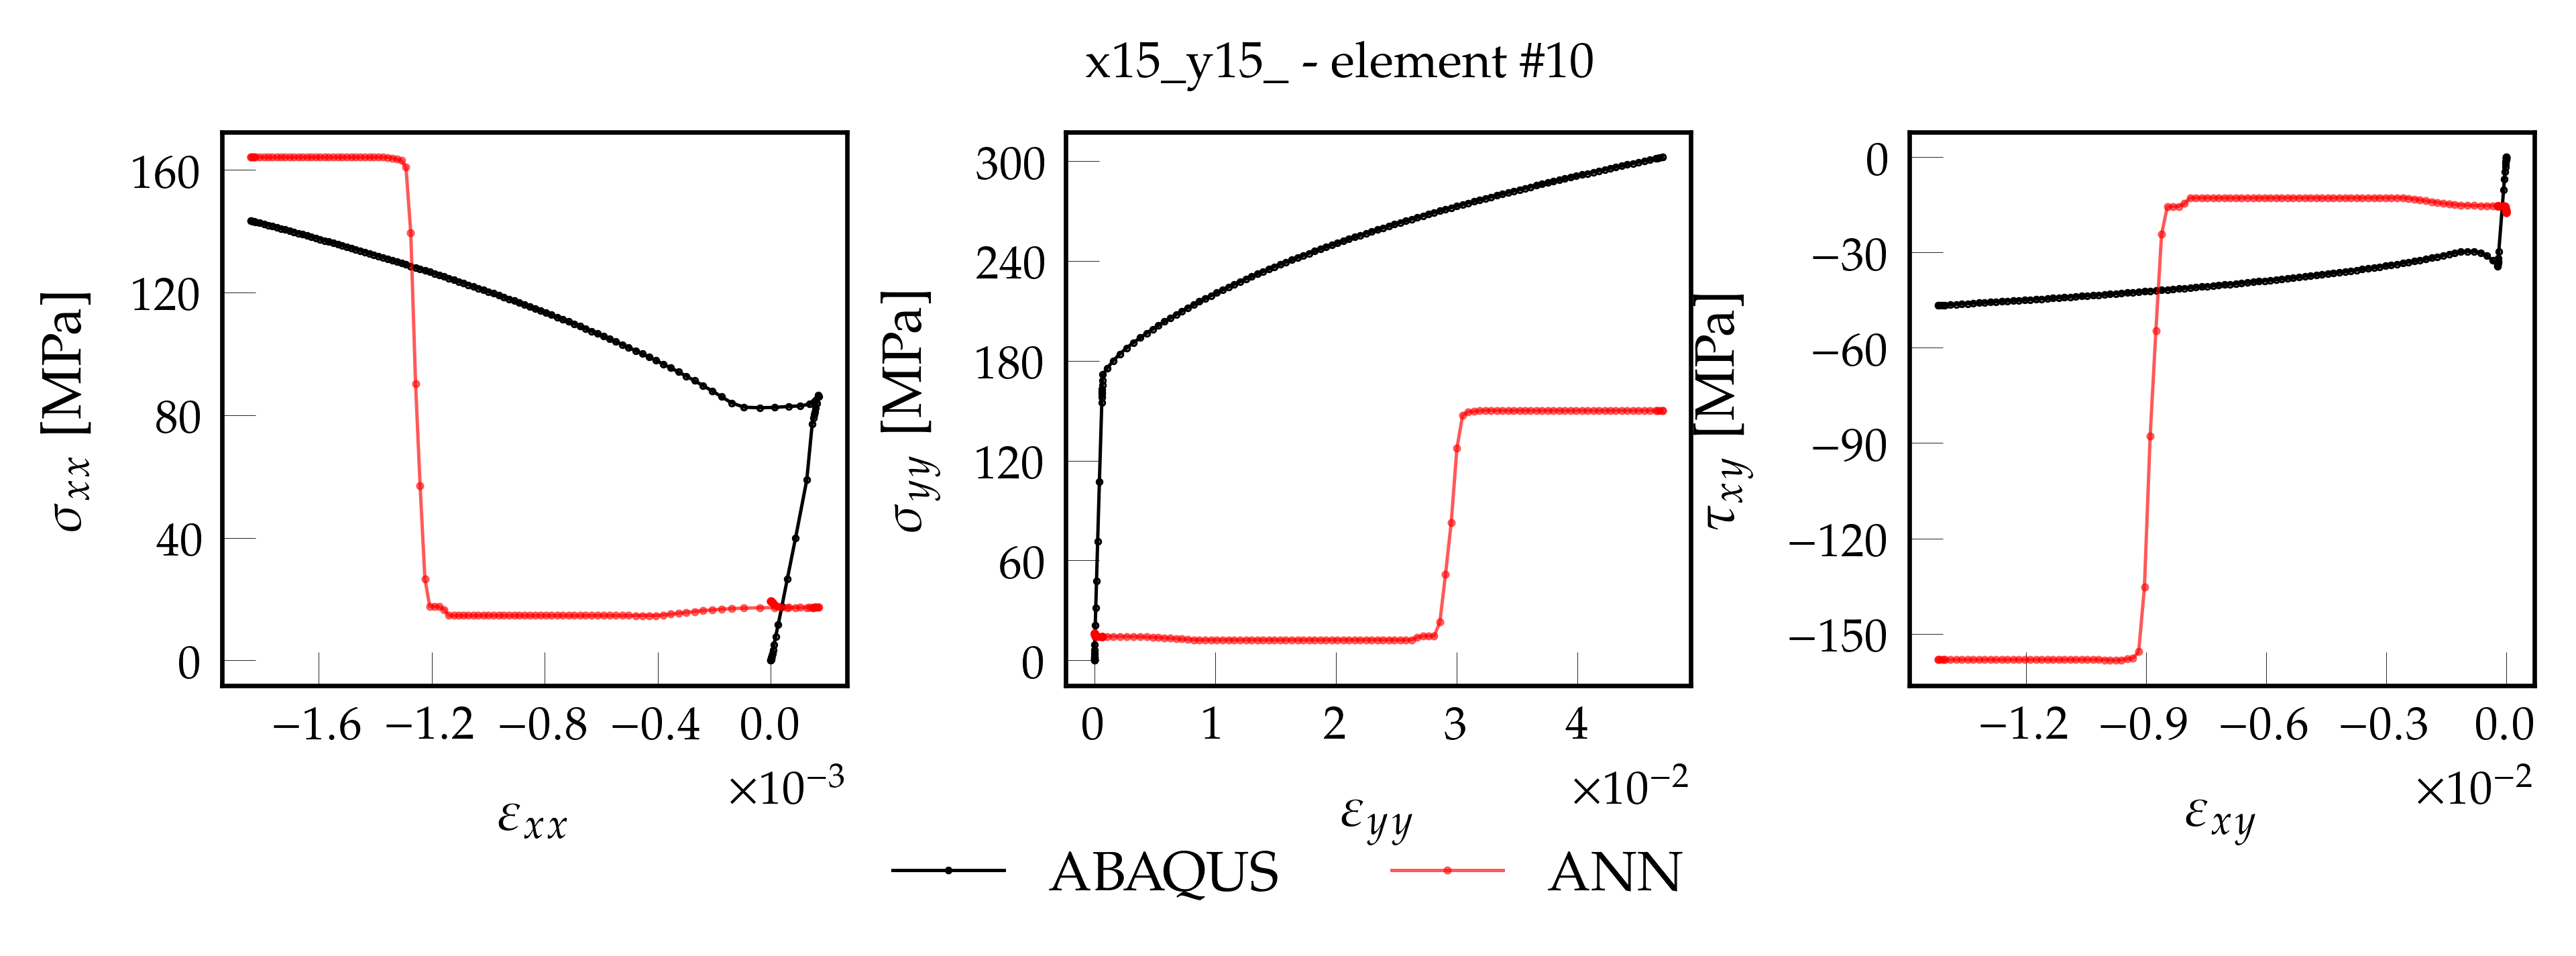 x15_y15_ - element #10
σxx [MPa]
160
120
80
40
0
−1.6 −1.2 −0.8 −0.4 0.0
×10−3
εxx
σyy [MPa]
300
240
180
120
60
0
0 1 2 3 4
×10−2
εyy
τxy [MPa]
0
−30
−60
−90
−120
−150
−1.2 −0.9 −0.6 −0.3 0.0
×10−2
εxy
ABAQUS ANN